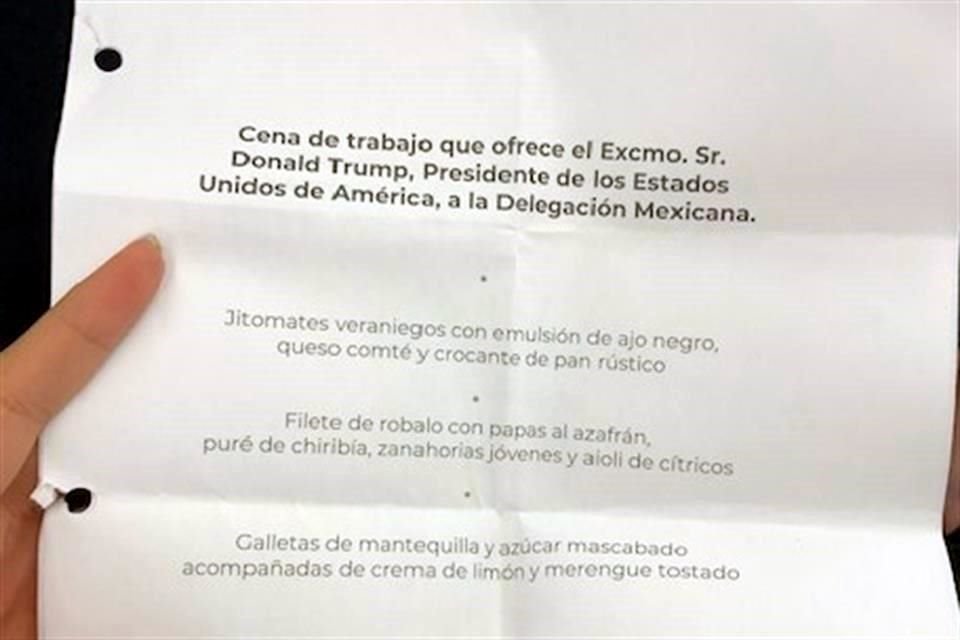 Cena de trabajo que ofrece el Excmo. Sr.
Donald Trump, Presidente de los Estados
Unidos de América, a la Delegación Mexicana.
Jitomates veraniegos con emulsión de ajo negro,
queso comté y crocante de pan rústico
Filete de robalo con papas al azafrán,
puré de chiribía, zanahorias jóvenes y aioli de cítricos
Galletas de mantequilla y azúcar mascabado
acompañadas de crema de limón y merengue tostado